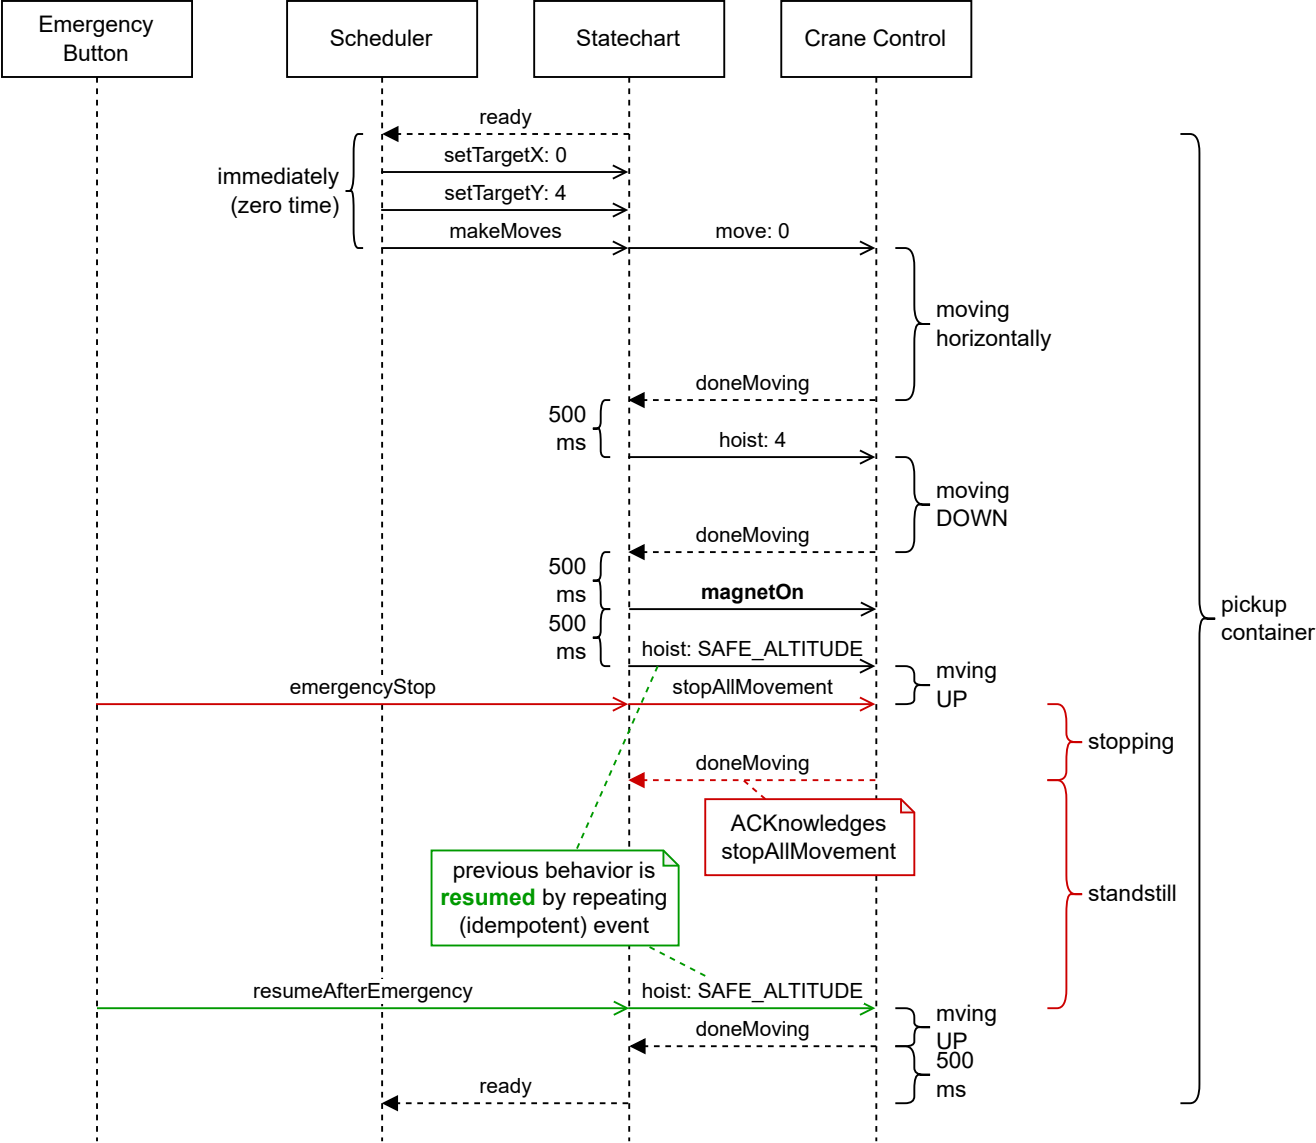 Emergency
Button
Scheduler
Statechart
Crane Control
ready
immediately
(zero time)
setTargetX: 0
setTargetY: 4
makeMoves
move: 0
moving
horizontally
doneMoving
500
ms
hoist: 4
moving
DOWN
doneMoving
500
ms
magnetOn
500
ms
pickup
container
hoist: SAFE_ALTITUDE
mving
UP
emergencyStop
stopAllMovement
stopping
doneMoving
ACKnowledges
stopAllMovement
previous behavior is
resumed by repeating
(idempotent) event
standstill
resumeAfterEmergency
hoist: SAFE_ALTITUDE
mving
UP
doneMoving
500
ms
ready